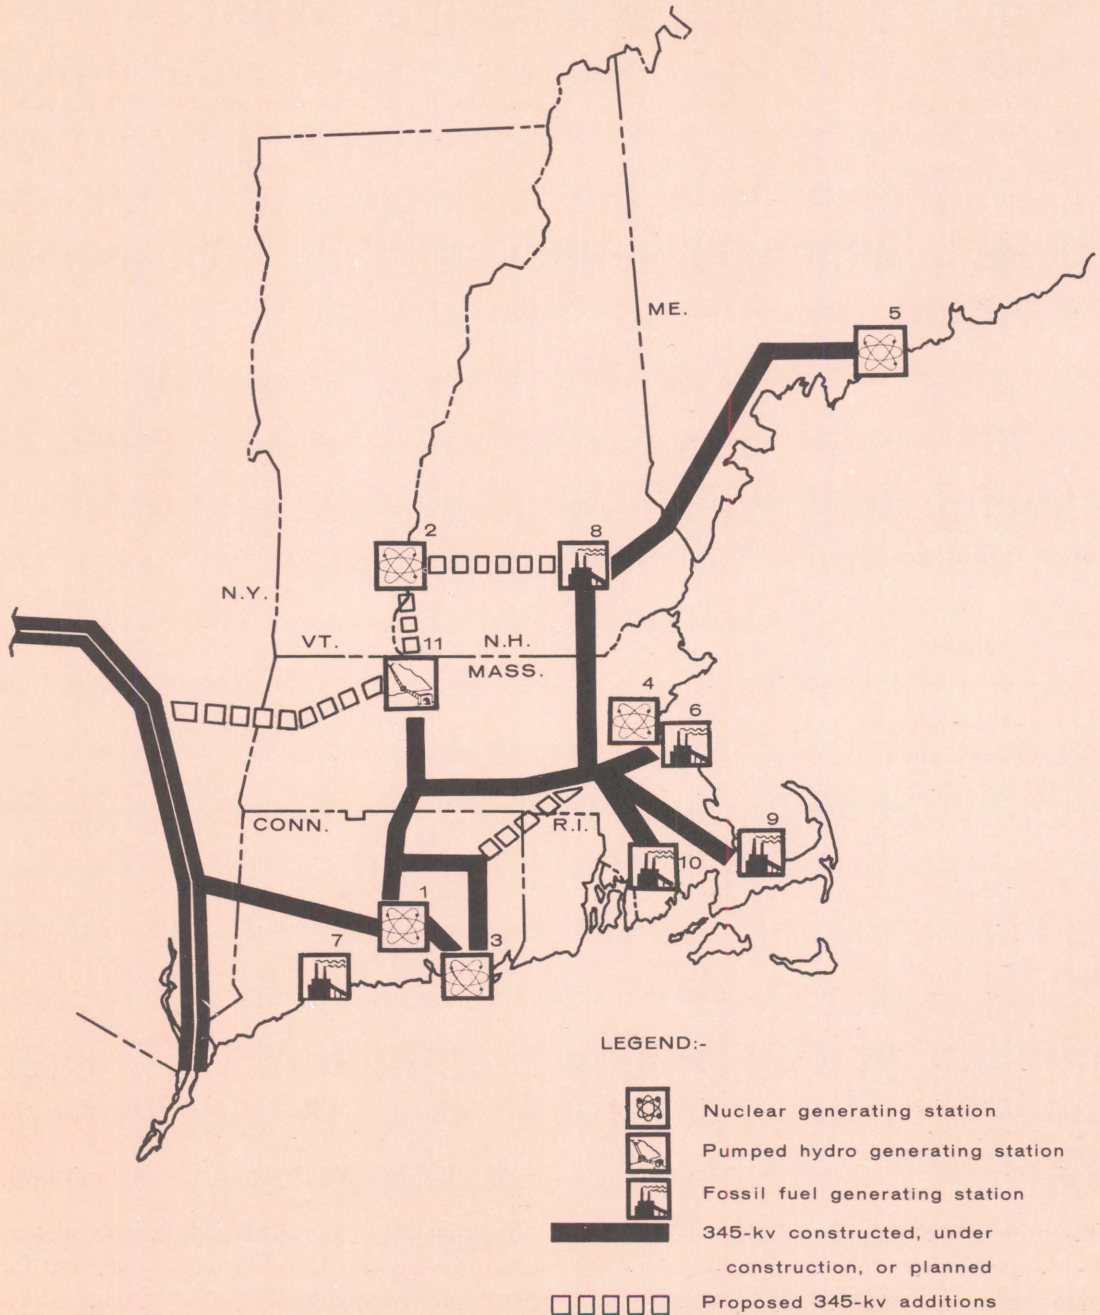 5
ME.
2
8
N.Y.
VT.
11
N.H.
MASS.
4
6
CONN.
R.I.
9
10
1
7
3
LEGEND:-
Nuclear generating station
Pumped hydro generating station
Fossil fuel generating station
345-kv constructed, under
construction, or planned
Proposed 345-kv additions